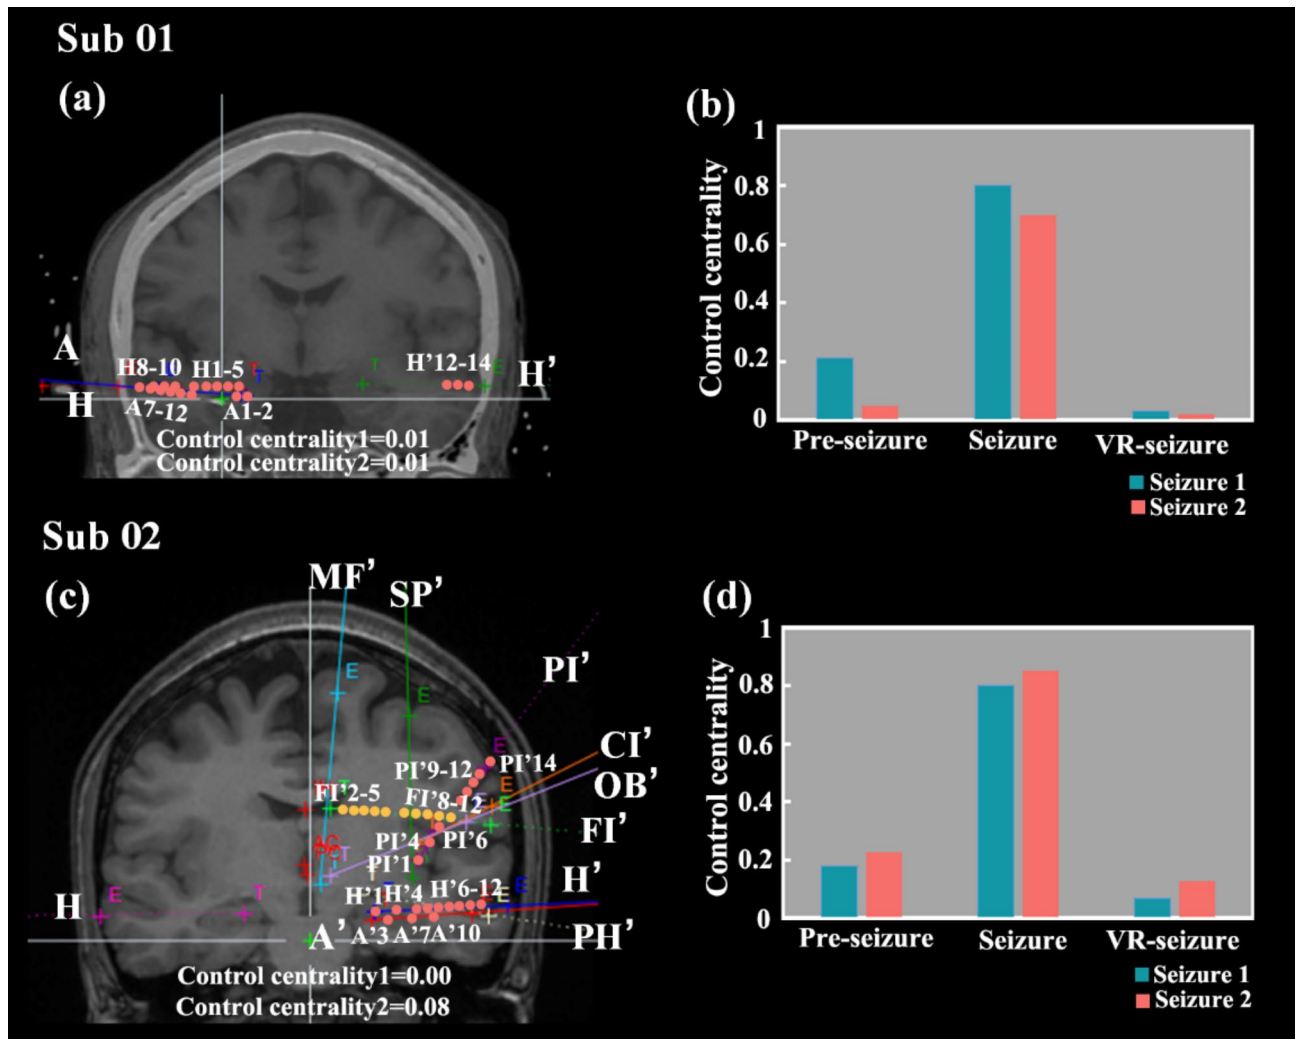 Sub 01
(a)
A
H8-10 H1-5
T
T
T
H'12-14
E
H'
H
A7-12
A1-2
Control centrality1=0.01
Control centrality2=0.01
(b)
Control centrality
1
0.8
0.6
0.4
0.2
0
Pre-seizure
Seizure
VR-seizure
Seizure 1
Seizure 2
Sub 02
(c)
MF'
SP'
E
E
PI'
E
PI'9-12
PI'14
CI'
E
OB'
FI'2-5
T
FI'8-12
E
E
FI'
PI'4
PI'6
T
PI'1
H'
H
E
T
H'1
H'4
H'6-12
E
E
A'
A'3
A'7
A'10
PH'
Control centrality1=0.00
Control centrality2=0.08
(d)
Control centrality
1
0.8
0.6
0.4
0.2
0
Pre-seizure
Seizure
VR-seizure
Seizure 1
Seizure 2